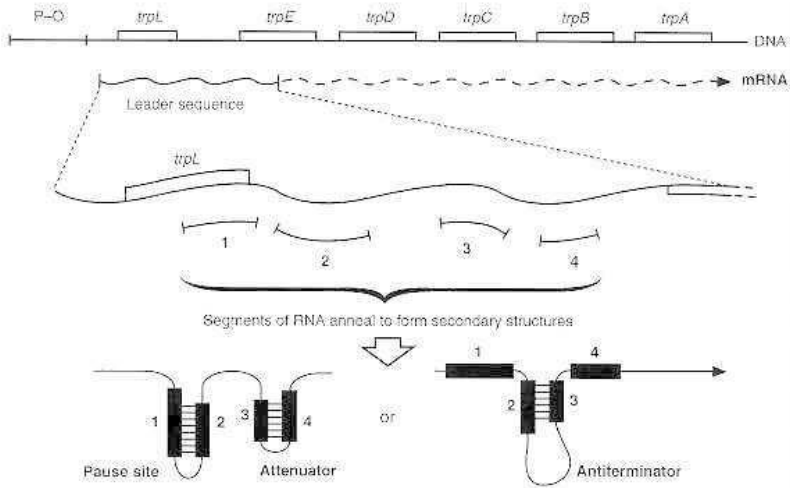 P–O trpL trpE trpD trpC trpB trpA
DNA
mRNA
Leader sequence
trpL
1 2 3 4
Segments of RNA anneal to form secondary structures
1 4
1 2 3 4 or 2 3
Pause site Attenuator Antiterminator